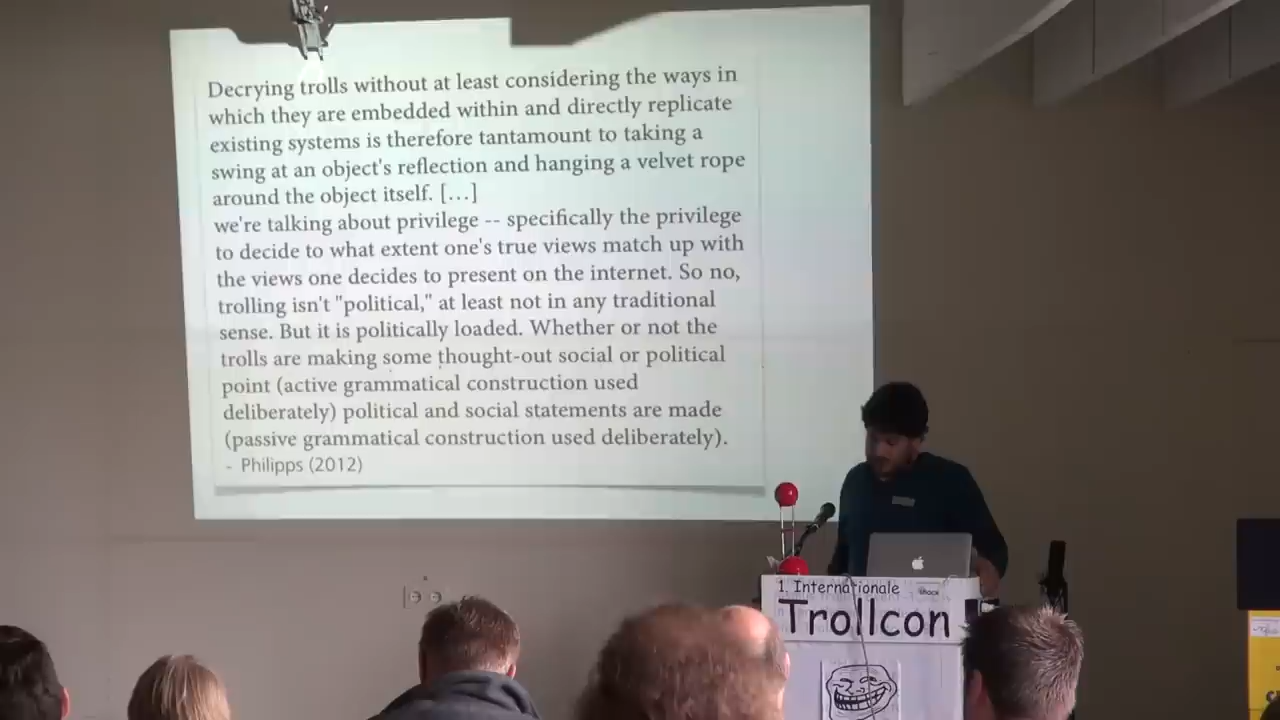 Decrying trolls without at least considering the ways in
which they are embedded within and directly replicate
existing systems is therefore tantamount to taking a
swing at an object's reflection and hanging a velvet rope
around the object itself. […]
we're talking about privilege -- specifically the privilege
to decide to what extent one's true views match up with
the views one decides to present on the internet. So no,
trolling isn't "political," at least not in any traditional
sense. But it is politically loaded. Whether or not the
trolls are making some thought-out social or political
point (active grammatical construction used
deliberately) political and social statements are made
(passive grammatical construction used deliberately).
- Philipps (2012)
1. Internationale
Trollcon